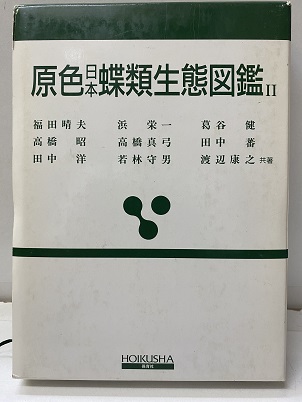 原色日本蝶類生態図鑑II
福田晴夫 浜栄一 葛谷健
高橋昭 高橋真弓 田中蕃
田中洋 若林守男 渡辺康之 共著
HOIKUSHA
保育社